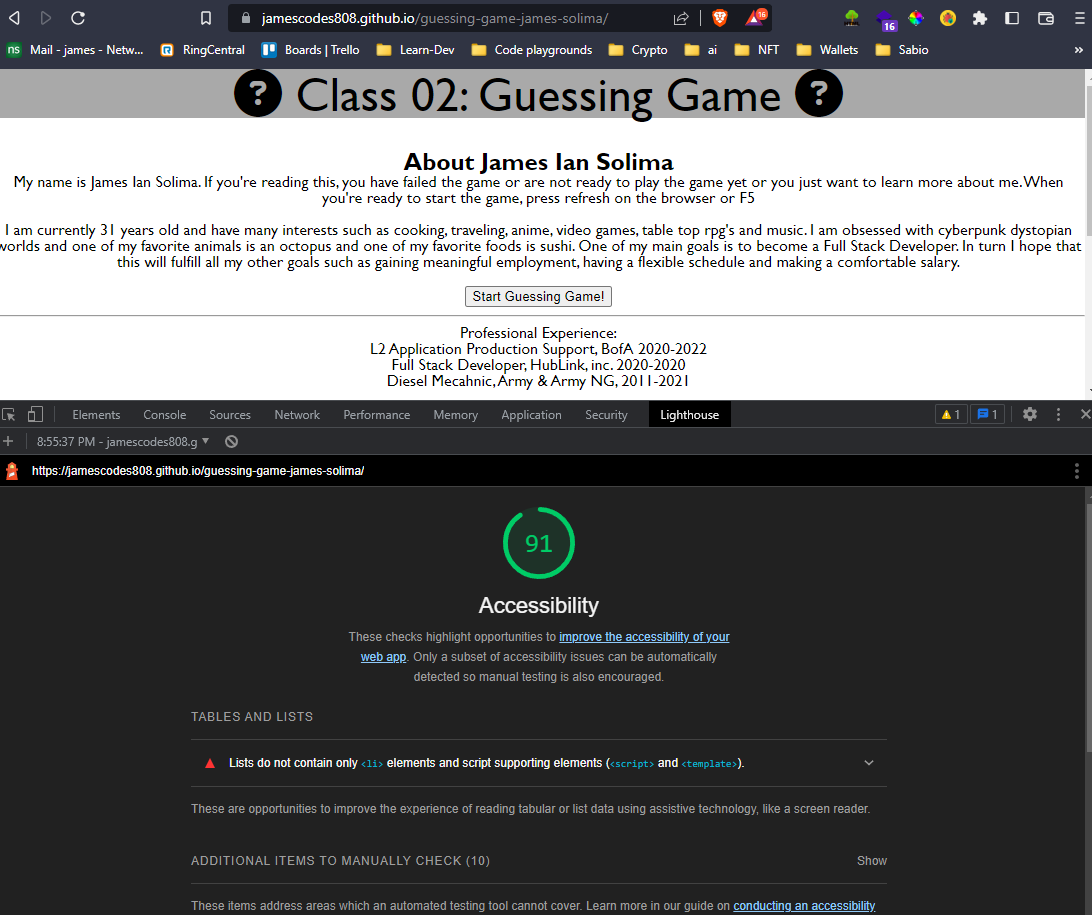 jamescodes808.github.io/guessing-game-james-solima/
16
16
ns Mail - james - Netw...
RingCentral
Boards | Trello
Learn-Dev
Code playgrounds
Crypto
ai
NFT
Wallets
Sabio
»
? Class 02: Guessing Game ?
About James Ian Solima
My name is James Ian Solima. If you're reading this, you have failed the game or are not ready to play the game yet or you just want to learn more about me. When
you're ready to start the game, press refresh on the browser or F5
I am currently 31 years old and have many interests such as cooking, traveling, anime, video games, table top rpg's and music. I am obsessed with cyberpunk dystopian
worlds and one of my favorite animals is an octopus and one of my favorite foods is sushi. One of my main goals is to become a Full Stack Developer. In turn I hope that
this will fulfill all my other goals such as gaining meaningful employment, having a flexible schedule and making a comfortable salary.
Start Guessing Game!
Professional Experience:
L2 Application Production Support, BofA 2020-2022
Full Stack Developer, HubLink, inc. 2020-2020
Diesel Mecahnic, Army & Army NG, 2011-2021
Elements
Console
Sources
Network
Performance
Memory
Application
Security
Lighthouse
1
1
8:55:37 PM - jamescodes808.g
https://jamescodes808.github.io/guessing-game-james-solima/
91
Accessibility
These checks highlight opportunities to improve the accessibility of your
web app. Only a subset of accessibility issues can be automatically
detected so manual testing is also encouraged.
TABLES AND LISTS
Lists do not contain only <li> elements and script supporting elements (<script> and <template>).
These are opportunities to improve the experience of reading tabular or list data using assistive technology, like a screen reader.
ADDITIONAL ITEMS TO MANUALLY CHECK (10)
Show
These items address areas which an automated testing tool cannot cover. Learn more in our guide on conducting an accessibility